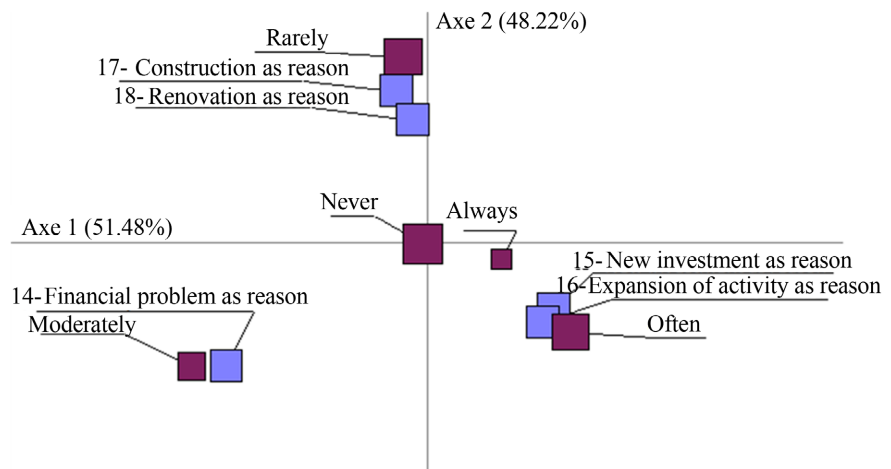 Axe 2 (48.22%)
Rarely
17- Construction as reason
18- Renovation as reason
Never
Always
Axe 1 (51.48%)
15- New investment as reason
16-Expansion of activity as reason
14-Financial problem as reason
Moderately
Often